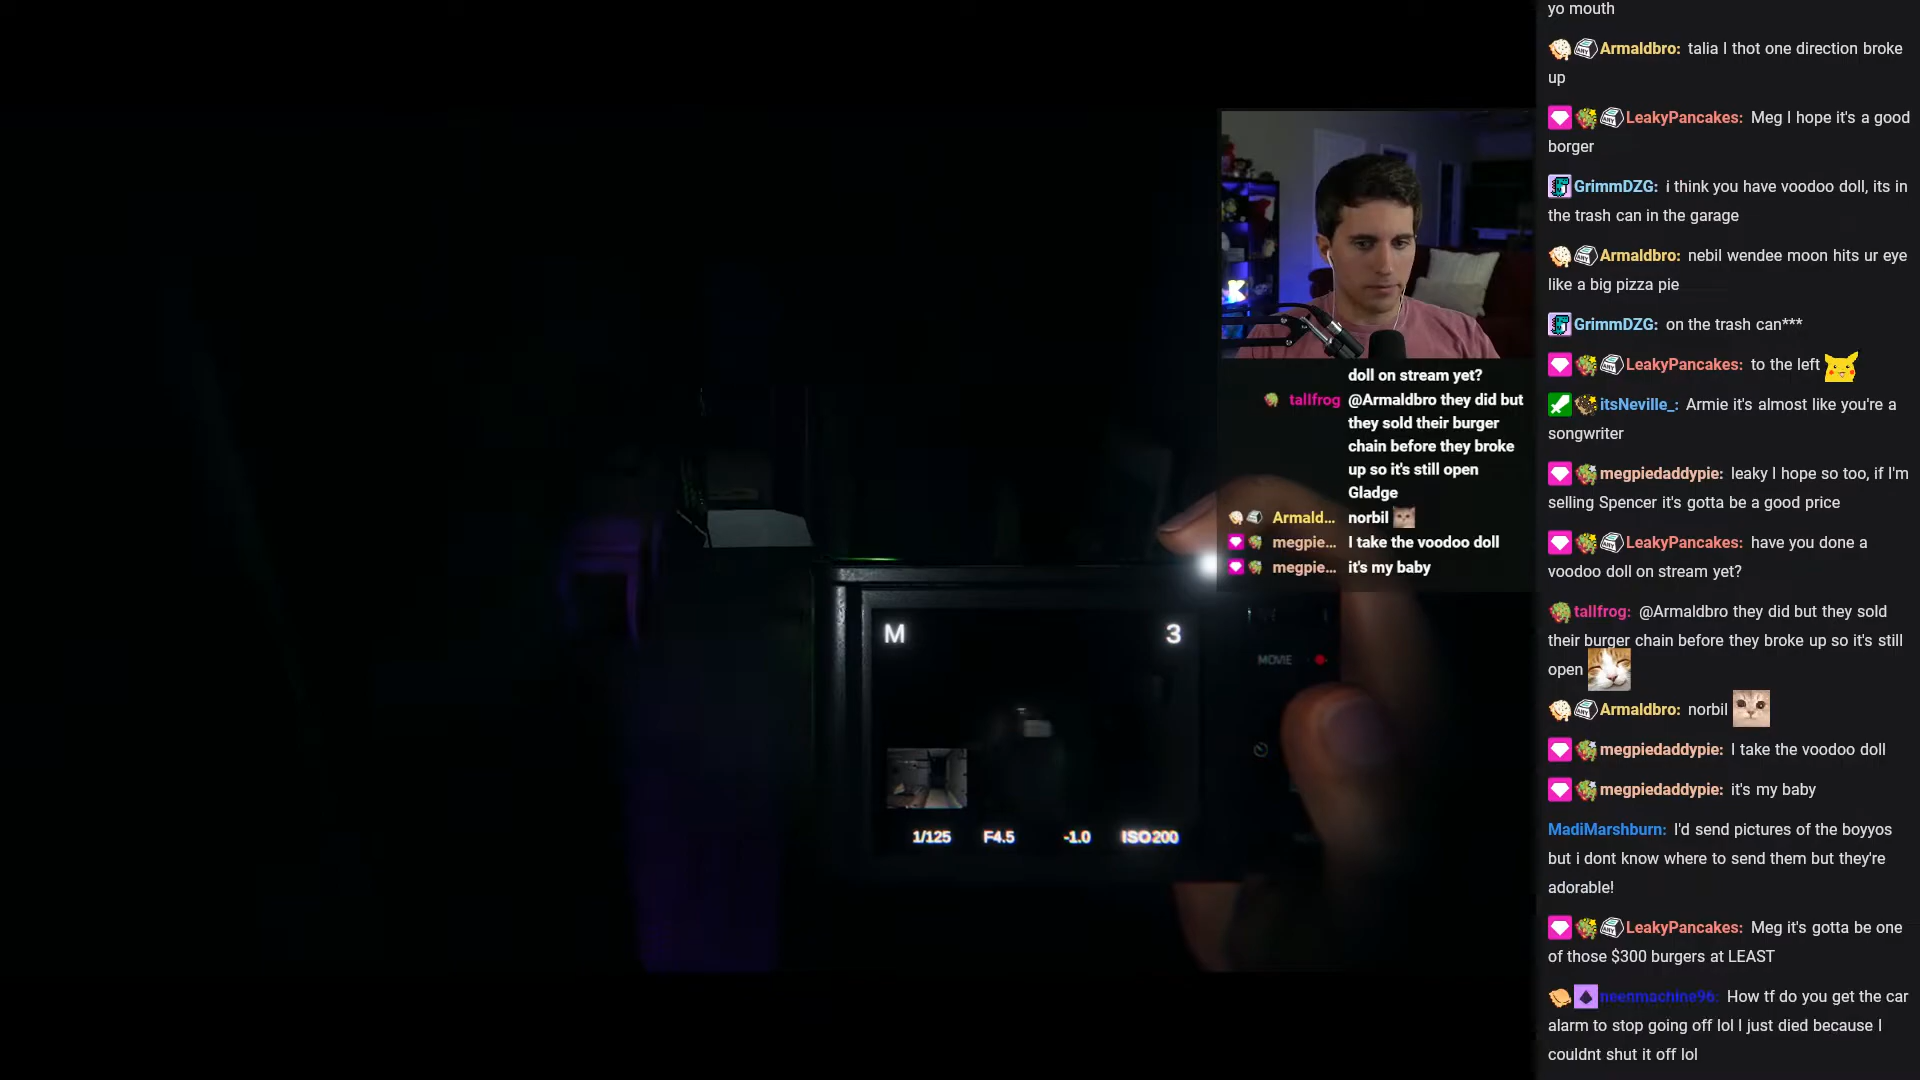 yo mouth
Armaldbro: talia I thot one direction broke
up
LeakyPancakes: Meg I hope it's a good
borger
GrimmDZG: i think you have voodoo doll, its in
the trash can in the garage
Armaldbro: nebil wendee moon hits ur eye
like a big pizza pie
GrimmDZG: on the trash can***
LeakyPancakes: to the left
itsNeville_: Armie it's almost like you're a
songwriter
megpiedaddypie: leaky I hope so too, if I'm
selling Spencer it's gotta be a good price
LeakyPancakes: have you done a
voodoo doll on stream yet?
tallfrog: @Armaldbro they did but they sold
their burger chain before they broke up so it's still
open
Armaldbro: norbil
megpiedaddypie: I take the voodoo doll
megpiedaddypie: it's my baby
MadiMarshburn: I'd send pictures of the boyyos
but i dont know where to send them but they're
adorable!
LeakyPancakes: Meg it's gotta be one
of those $300 burgers at LEAST
neenmachine96: How tf do you get the car
alarm to stop going off lol I just died because I
couldnt shut it off lol
doll on stream yet?
tallfrog @Armaldbro they did but
they sold their burger
chain before they broke
up so it's still open
Gladge
Armald... norbil
megpie... I take the voodoo doll
megpie... it's my baby
M 3
MOVIE
1/125 F4.5 -1.0 ISO200